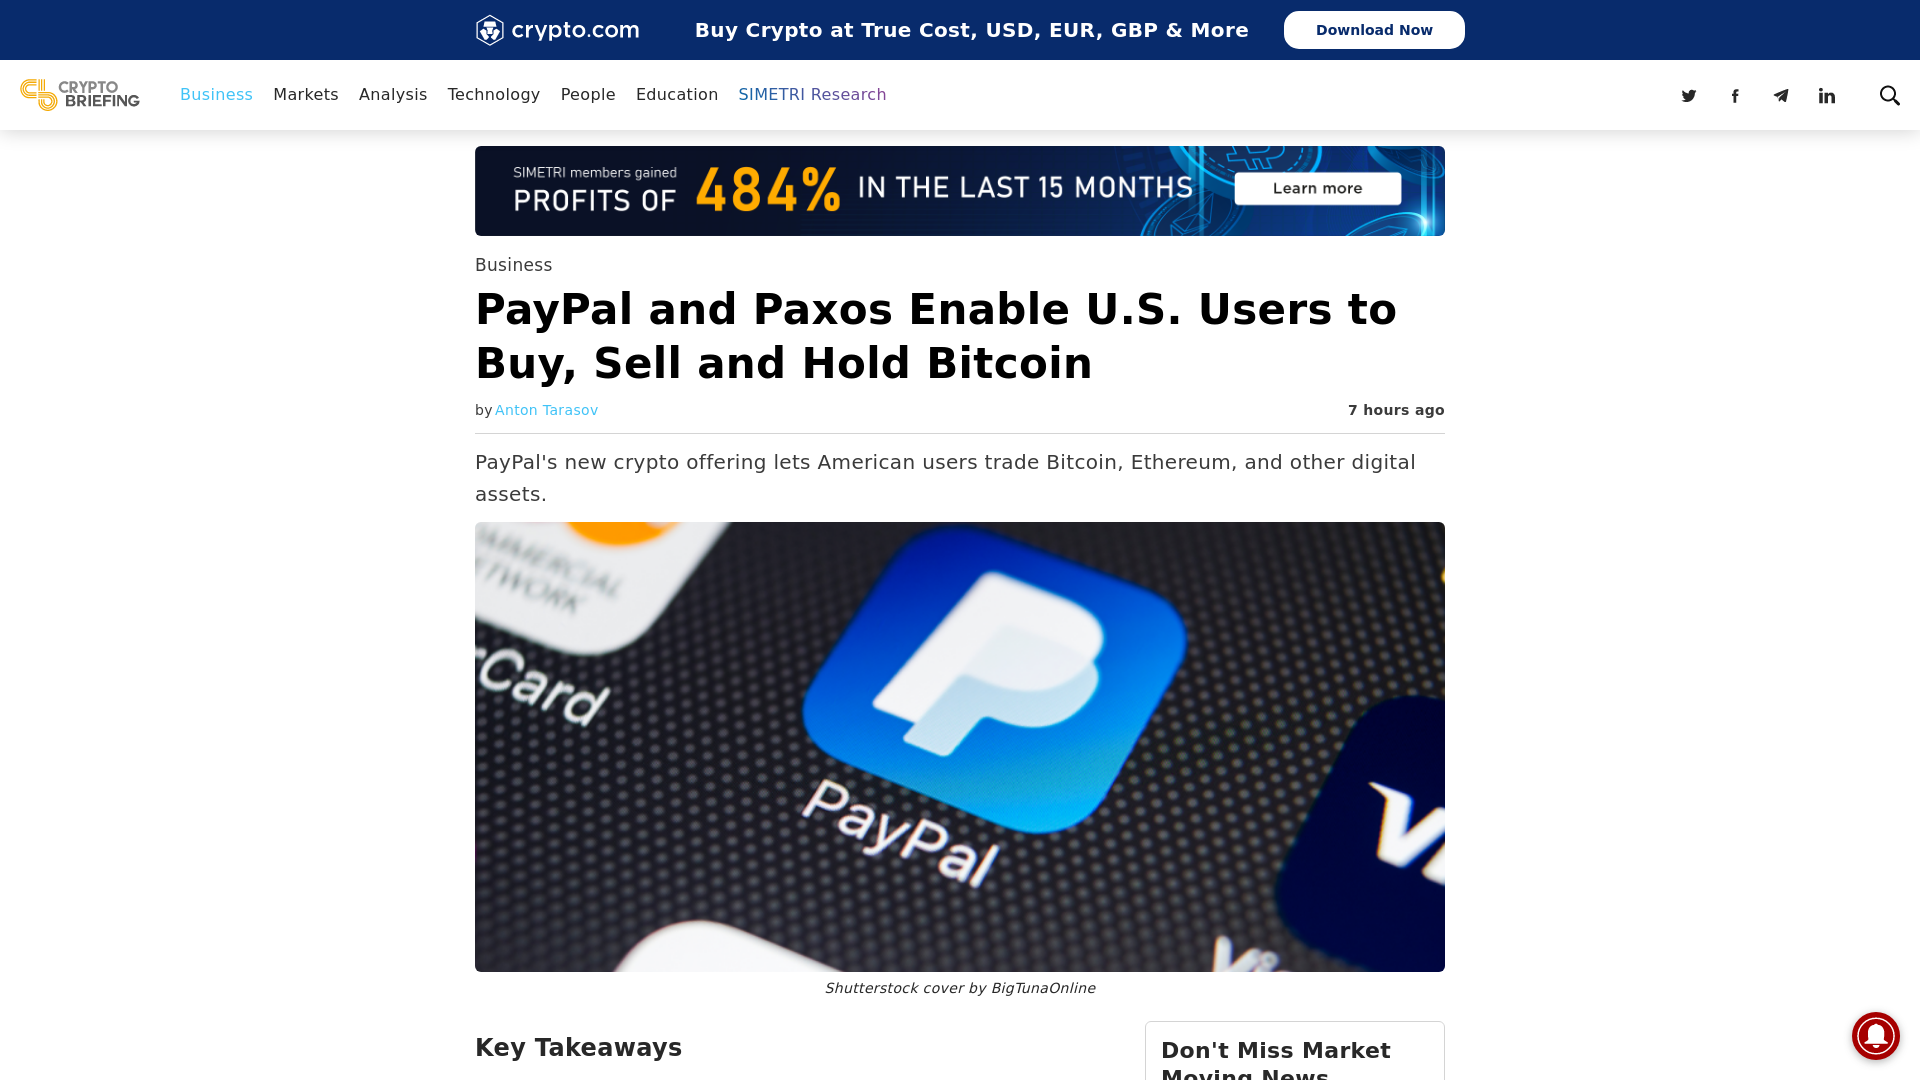 crypto.com
Buy Crypto at True Cost, USD, EUR, GBP & More
Download Now
CRYPTO
BRIEFING
Business
Markets
Analysis
Technology
People
Education
SIMETRI Research
SIMETRI members gained
PROFITS OF
484%
IN THE LAST 15 MONTHS
Learn more
Business
PayPal and Paxos Enable U.S. Users to
Buy, Sell and Hold Bitcoin
by Anton Tarasov
7 hours ago
PayPal's new crypto offering lets American users trade Bitcoin, Ethereum, and other digital
assets.
PayPal
Shutterstock cover by BigTunaOnline
Key Takeaways
Don't Miss Market
Moving News